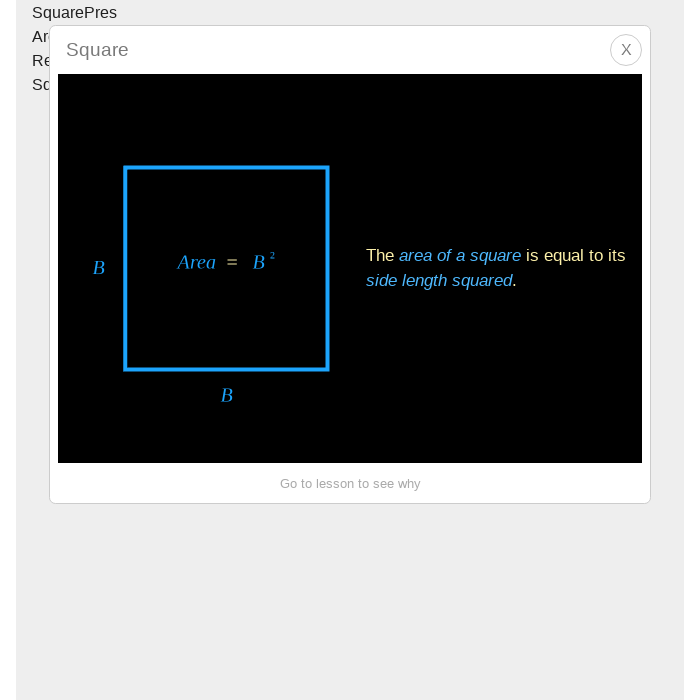 SquarePres
Ar
Re
Sq
Square
X
B
Area = B²
B
The area of a square is equal to its
side length squared.
Go to lesson to see why